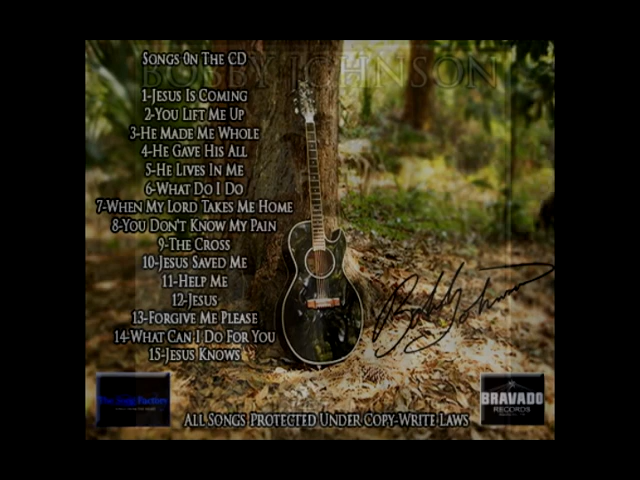 Songs 0n The CD
BOBBY JOHNSON
1-Jesus Is Coming
2-You Lift Me Up
3-He Made Me Whole
4-He Gave His All
5-He Lives In Me
6-What Do I Do
7-When My Lord Takes Me Home
8-You Don't Know My Pain
9-The Cross
10-Jesus Saved Me
11-Help Me
12-Jesus
13-Forgive Me Please
14-What Can I Do For You
15-Jesus Knows
Bobby Johnson
The Song Factory
BRAVADO
RECORDS
All Songs Protected Under Copy-Write Laws